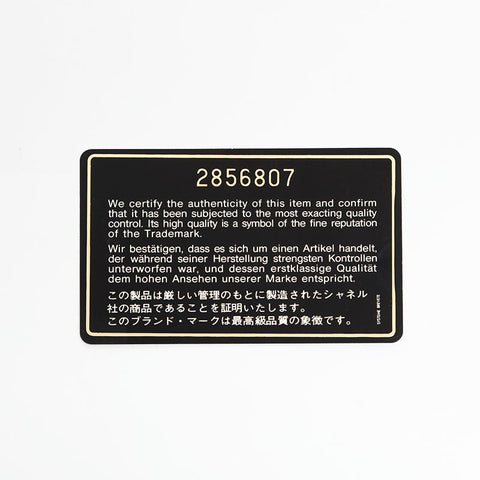 2856807
We certify the authenticity of this item and confirm
that it has been subjected to the most exacting quality
control. Its high quality is a symbol of the fine reputation
of the Trademark.
Wir bestätigen, dass es sich um einen Artikel handelt,
der während seiner Herstellung strengsten Kontrollen
unterworfen war, und dessen erstklassige Qualität
dem hohen Ansehen unserer Marke entspricht.
この製品は厳しい管理のもとに製造されたシャネル
社の商品であることを証明いたします。
このブランド・マークは最高級品質の象徴です。